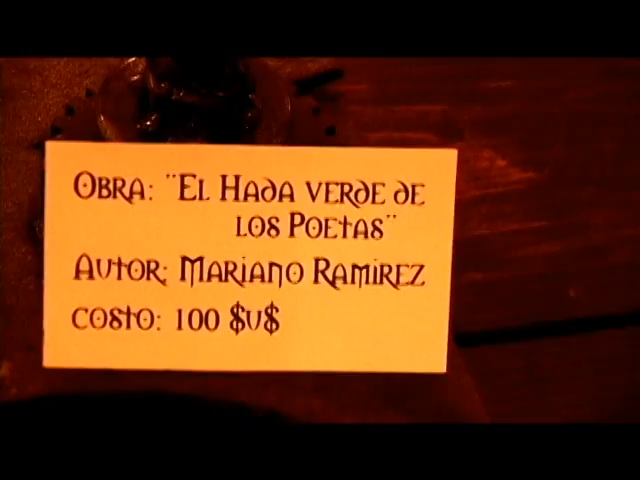 OBRA: "EL HADA VERDE DE
LOS POETAS"
AUTOR: MARIANO RAMIREZ
COSTO: 100 $U$